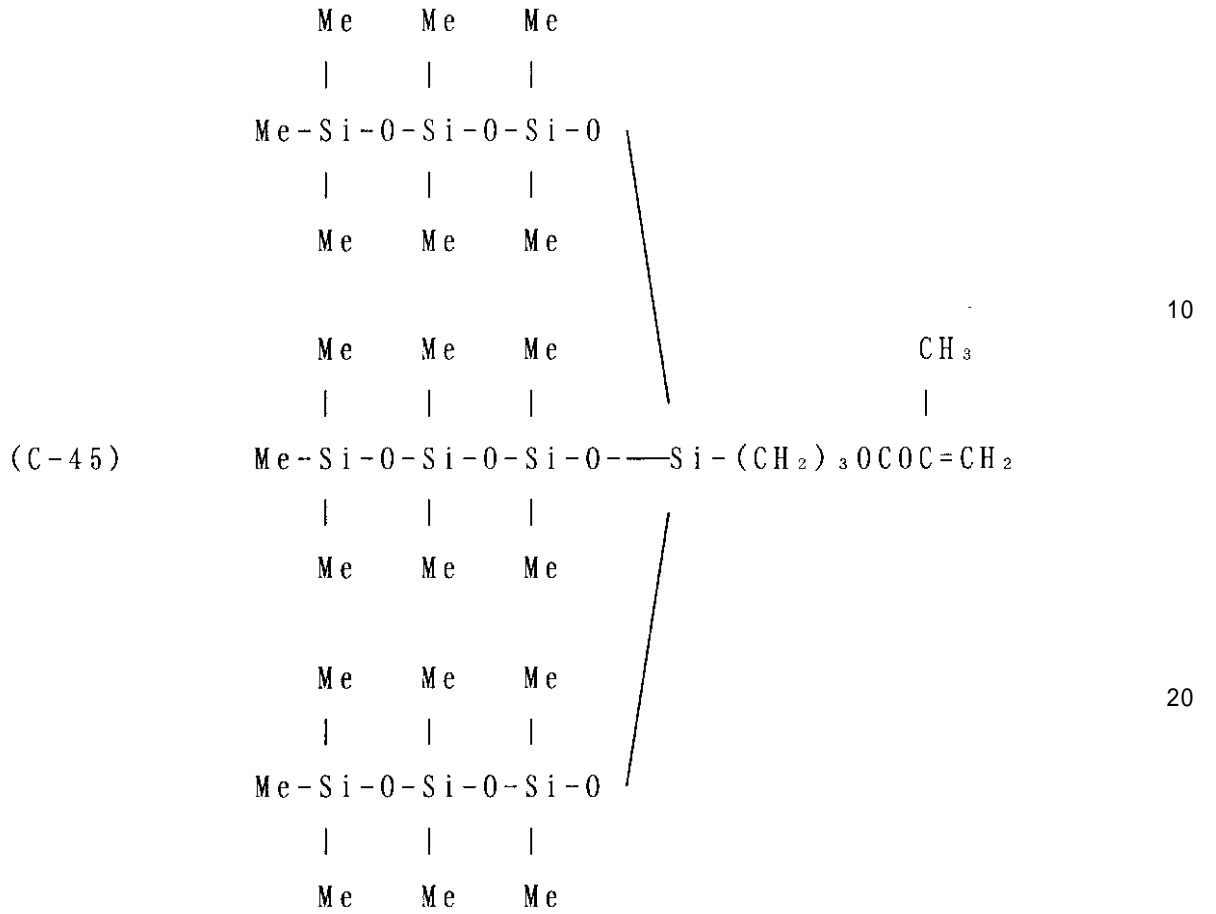 Me Me Me
| | |
Me-Si-O-Si-O-Si-O
| | |
Me Me Me
10
Me Me Me CH₃
| | | |
(C-45) Me-Si-O-Si-O-Si-O-—Si-(CH₂)₃OCOC=CH₂
| | |
Me Me Me
Me Me Me
20
| | |
Me-Si-O-Si-O-Si-O
| | |
Me Me Me